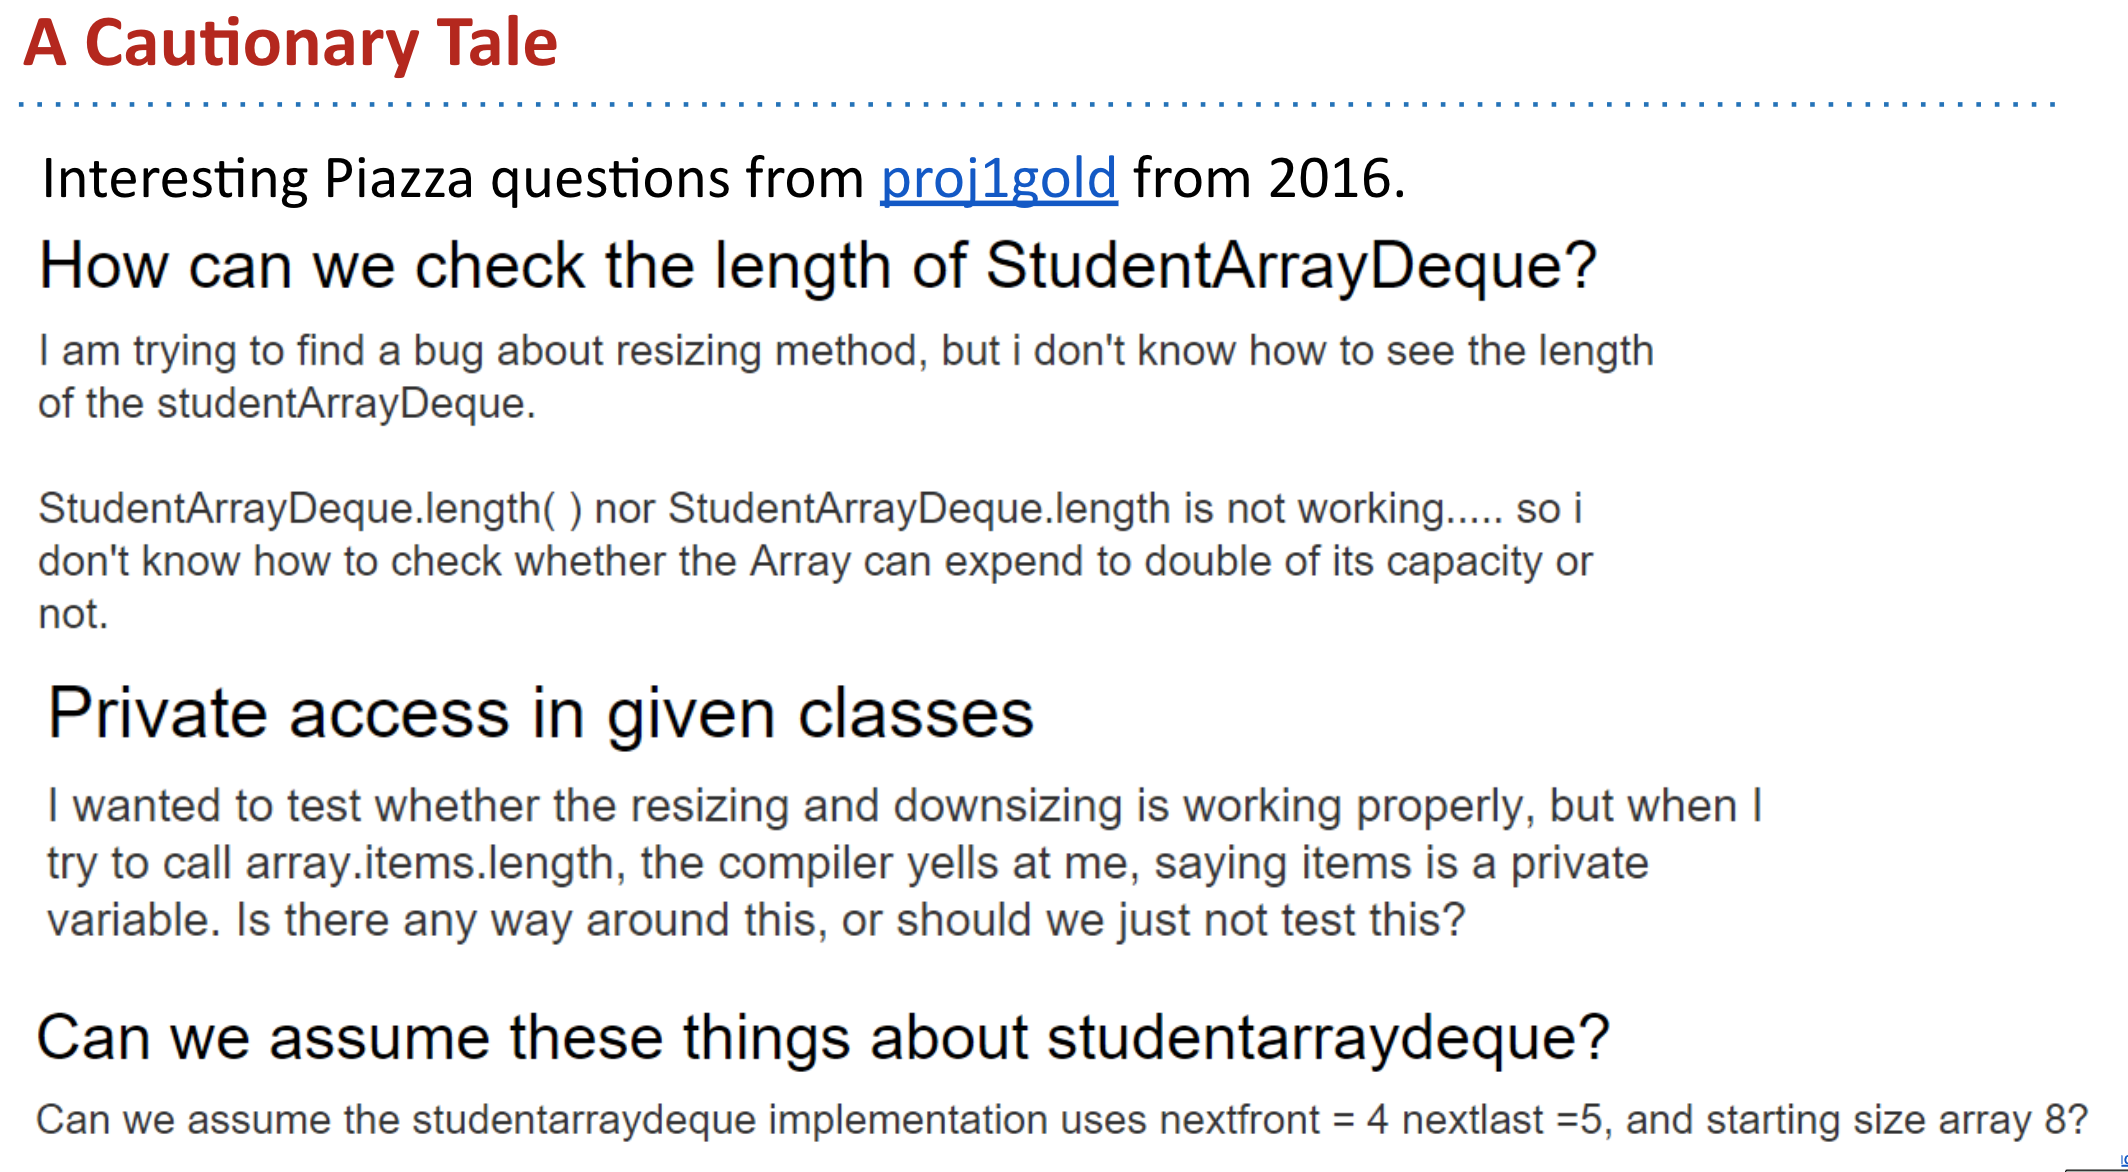 A Cautionary Tale
Interesting Piazza questions from proj1gold from 2016.
How can we check the length of StudentArrayDeque?
I am trying to find a bug about resizing method, but i don't know how to see the length
of the studentArrayDeque.
StudentArrayDeque.length( ) nor StudentArrayDeque.length is not working..... so i
don't know how to check whether the Array can expend to double of its capacity or
not.
Private access in given classes
I wanted to test whether the resizing and downsizing is working properly, but when I
try to call array.items.length, the compiler yells at me, saying items is a private
variable. Is there any way around this, or should we just not test this?
Can we assume these things about studentarraydeque?
Can we assume the studentarraydeque implementation uses nextfront = 4 nextlast =5, and starting size array 8?